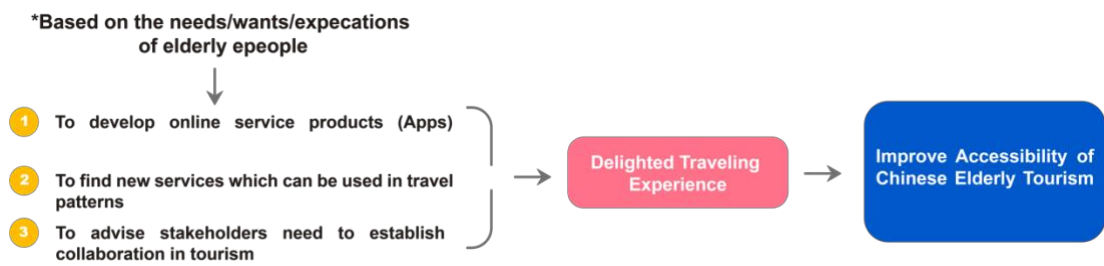 *Based on the needs/wants/expecations
of elderly epeople
1 To develop online service products (Apps)
2 To find new services which can be used in travel
patterns
3 To advise stakeholders need to establish
collaboration in tourism
Delighted Traveling
Experience
Improve Accessibility of
Chinese Elderly Tourism